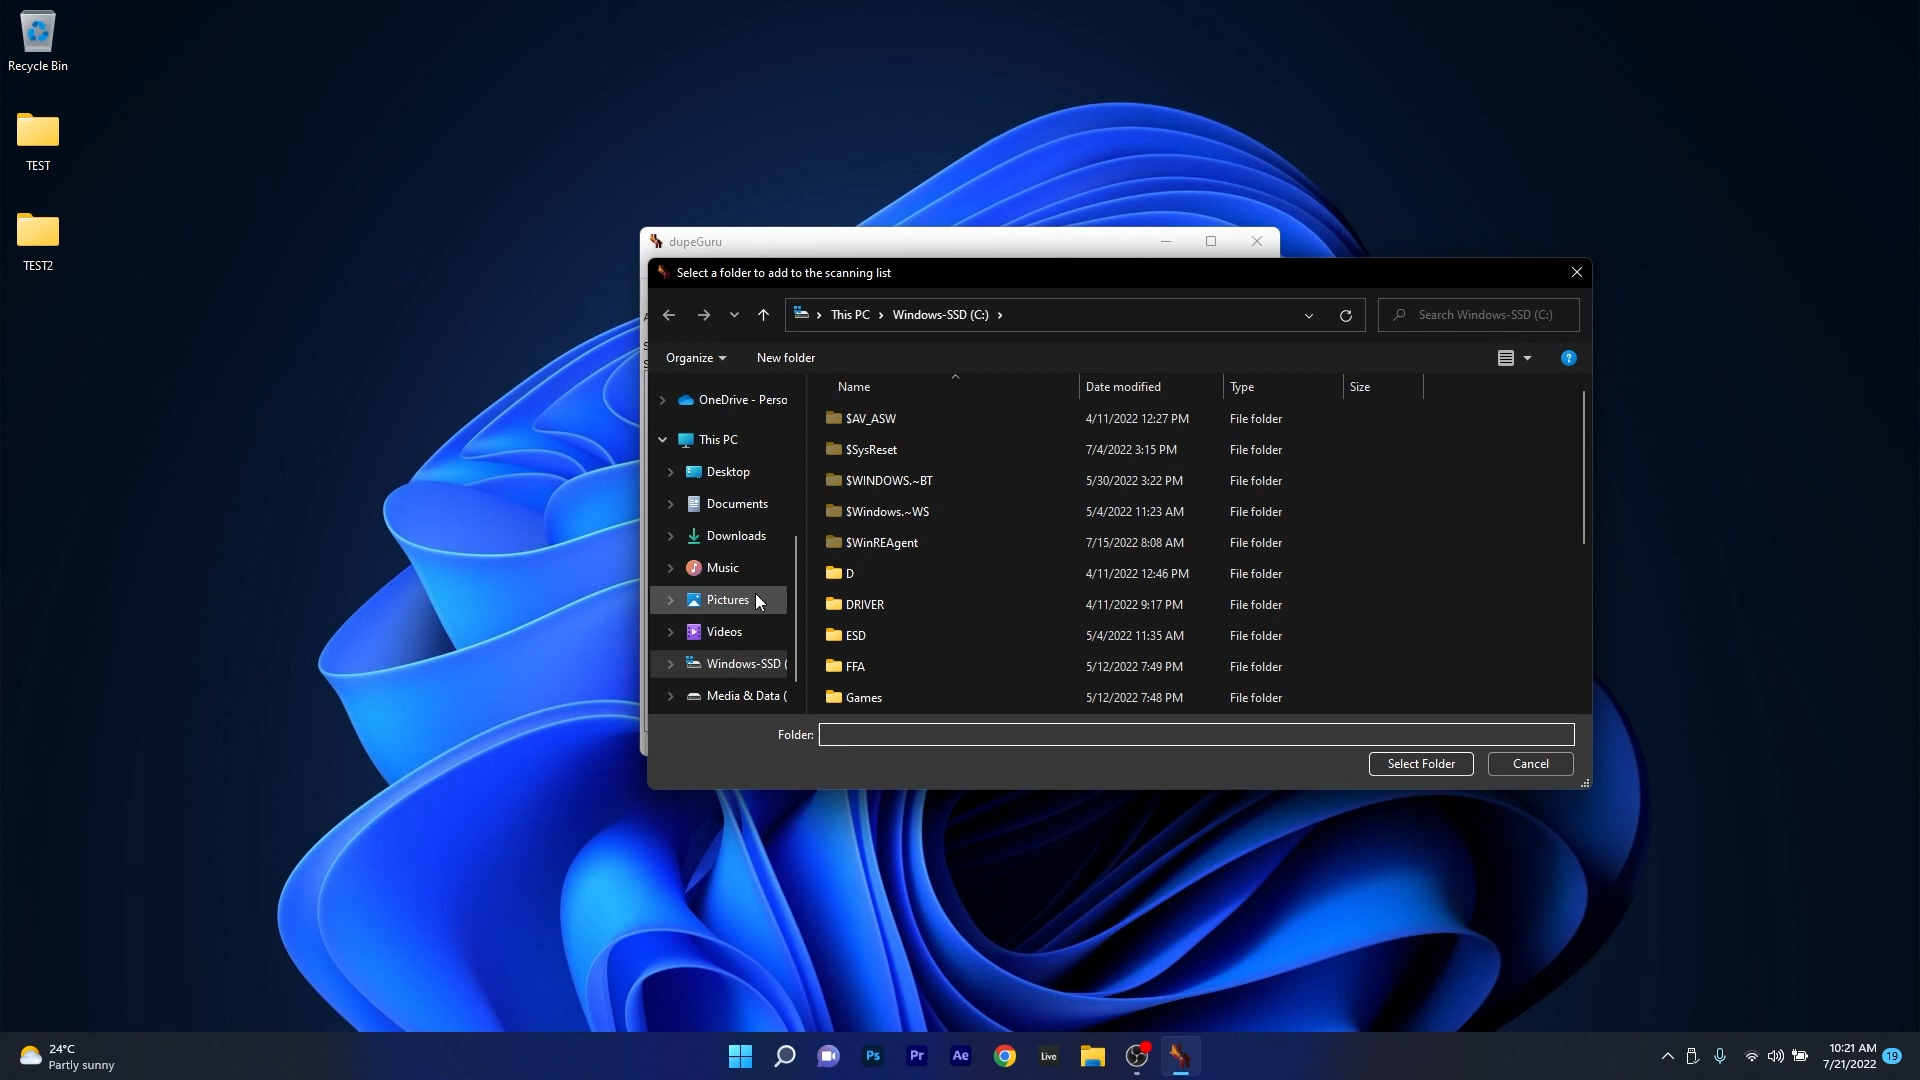 Recycle Bin
TEST
TEST2
dupeGuru
Select a folder to add to the scanning list
This PC > Windows-SSD (C:) >
Search Windows-SSD (C:)
Organize
New folder
OneDrive - Perso
This PC
Desktop
Documents
Downloads
Music
Pictures
Videos
Windows-SSD (
Media & Data (
Name Date modified Type Size
$AV_ASW 4/11/2022 12:27 PM File folder
$SysReset 7/4/2022 3:15 PM File folder
$WINDOWS.~BT 5/30/2022 3:22 PM File folder
$Windows.~WS 5/4/2022 11:23 AM File folder
$WinREAgent 7/15/2022 8:08 AM File folder
D 4/11/2022 12:46 PM File folder
DRIVER 4/11/2022 9:17 PM File folder
ESD 5/4/2022 11:35 AM File folder
FFA 5/12/2022 7:49 PM File folder
Games 5/12/2022 7:48 PM File folder
Folder:
Select Folder
Cancel
24°C
Partly sunny
Ps
Pr
Ae
Live
10:21 AM
7/21/2022
19